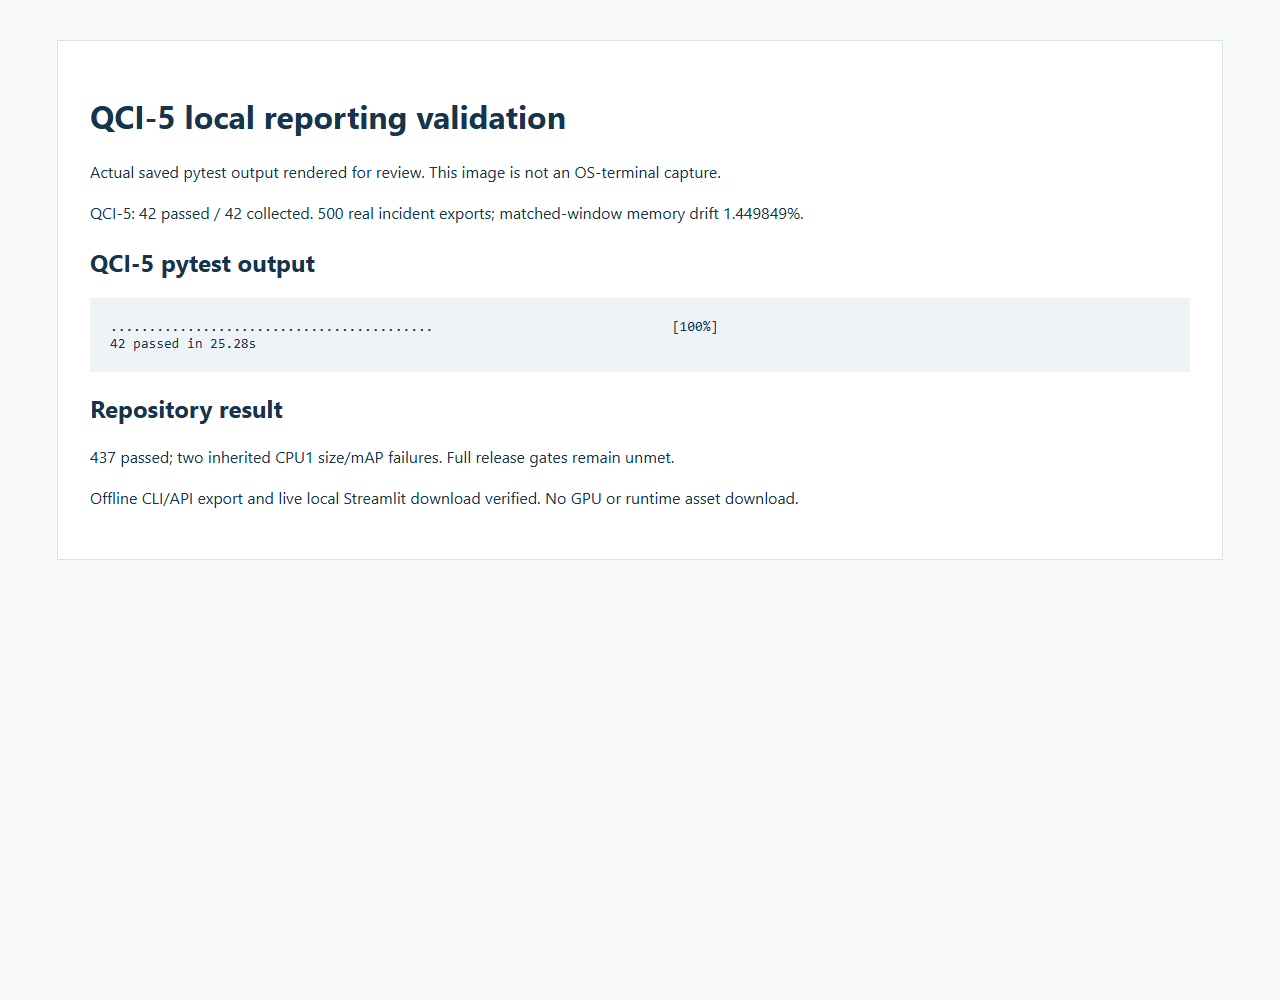 QCI-5 local reporting validation
Actual saved pytest output rendered for review. This image is not an OS-terminal capture.
QCI-5: 42 passed / 42 collected. 500 real incident exports; matched-window memory drift 1.449849%.
QCI-5 pytest output
.......................................... [100%]
42 passed in 25.28s
Repository result
437 passed; two inherited CPU1 size/mAP failures. Full release gates remain unmet.
Offline CLI/API export and live local Streamlit download verified. No GPU or runtime asset download.